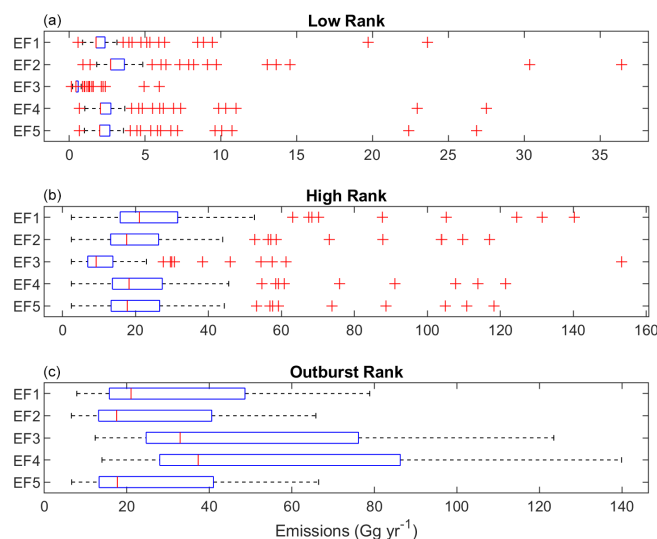 (a) Low Rank
EF1
EF2
EF3
EF4
EF5
0 5 10 15 20 25 30 35
(b) High Rank
EF1
EF2
EF3
EF4
EF5
0 20 40 60 80 100 120 140 160
(c) Outburst Rank
EF1
EF2
EF3
EF4
EF5
0 20 40 60 80 100 120 140
Emissions (Gg yr⁻¹)